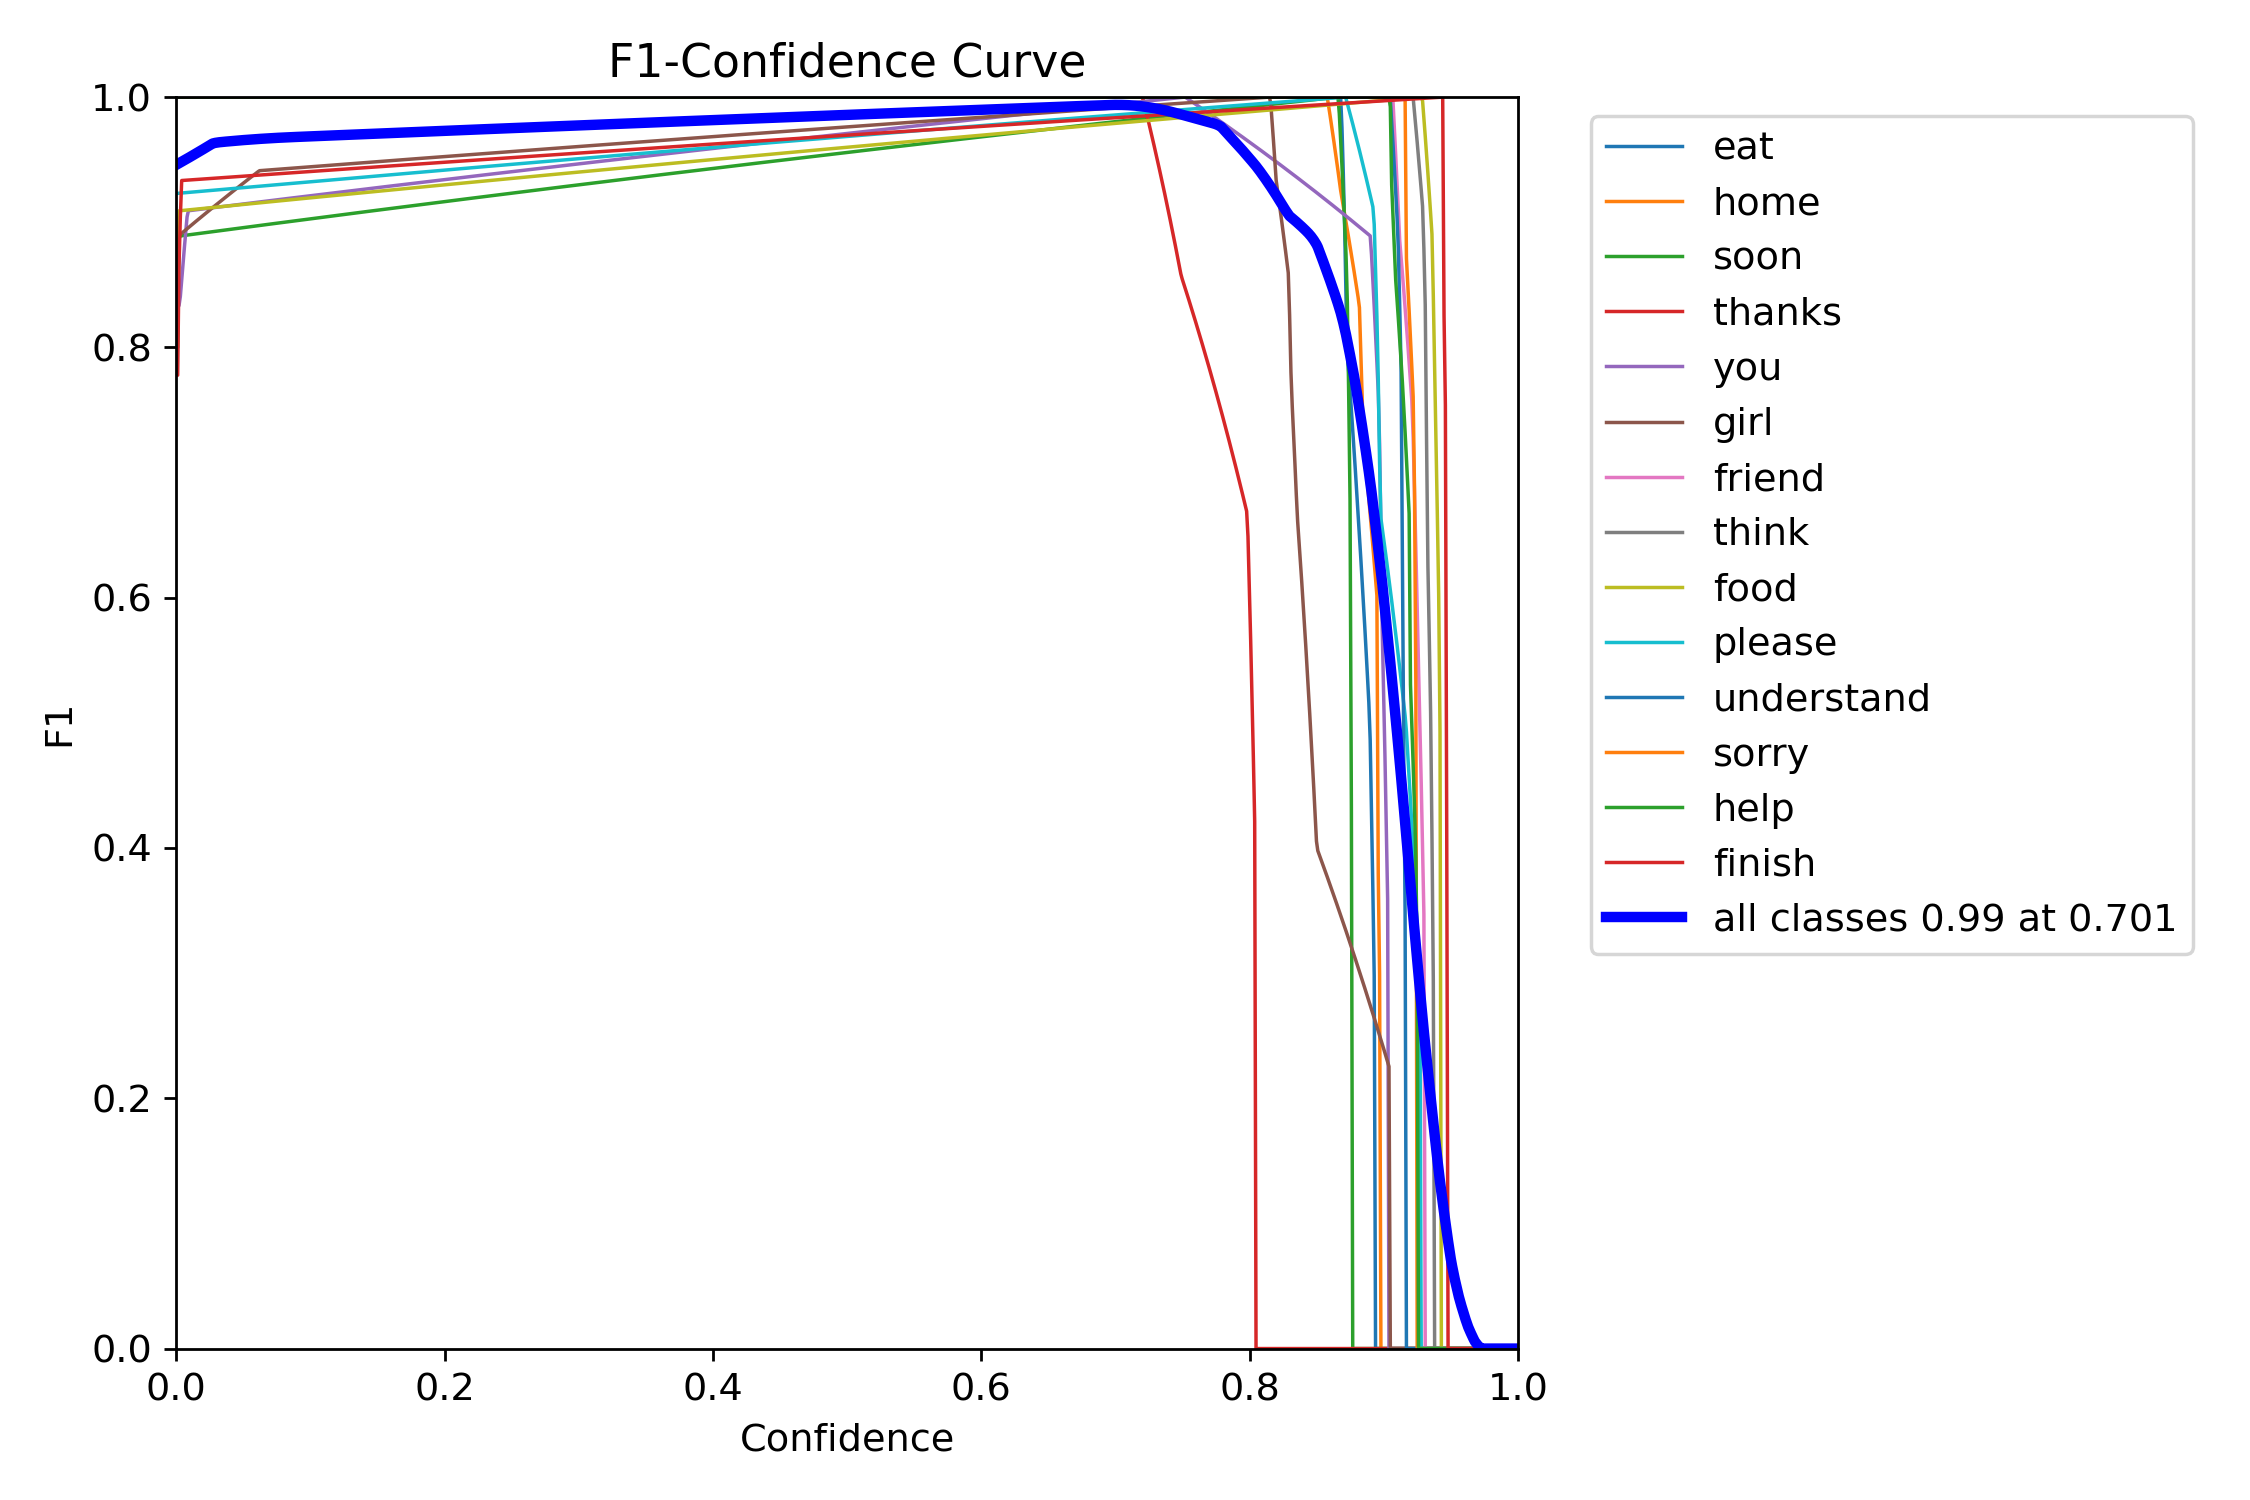 F1-Confidence Curve
1.0
0.8
0.6
0.4
0.2
0.0
F1
0.0 0.2 0.4 0.6 0.8 1.0
Confidence
eat
home
soon
thanks
you
girl
friend
think
food
please
understand
sorry
help
finish
all classes 0.99 at 0.701